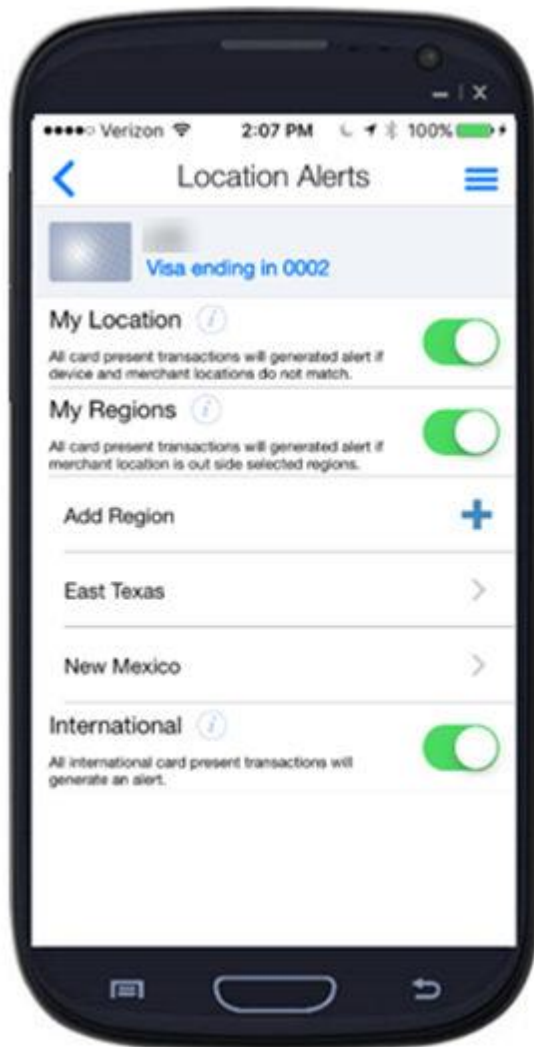 Verizon 2:07 PM 100%
Location Alerts
Visa ending in 0002
My Location i
All card present transactions will generated alert if
device and merchant locations do not match.
My Regions i
All card present transactions will generated alert if
merchant location is out side selected regions.
Add Region
East Texas
New Mexico
International i
All international card present transactions will
generate an alert.